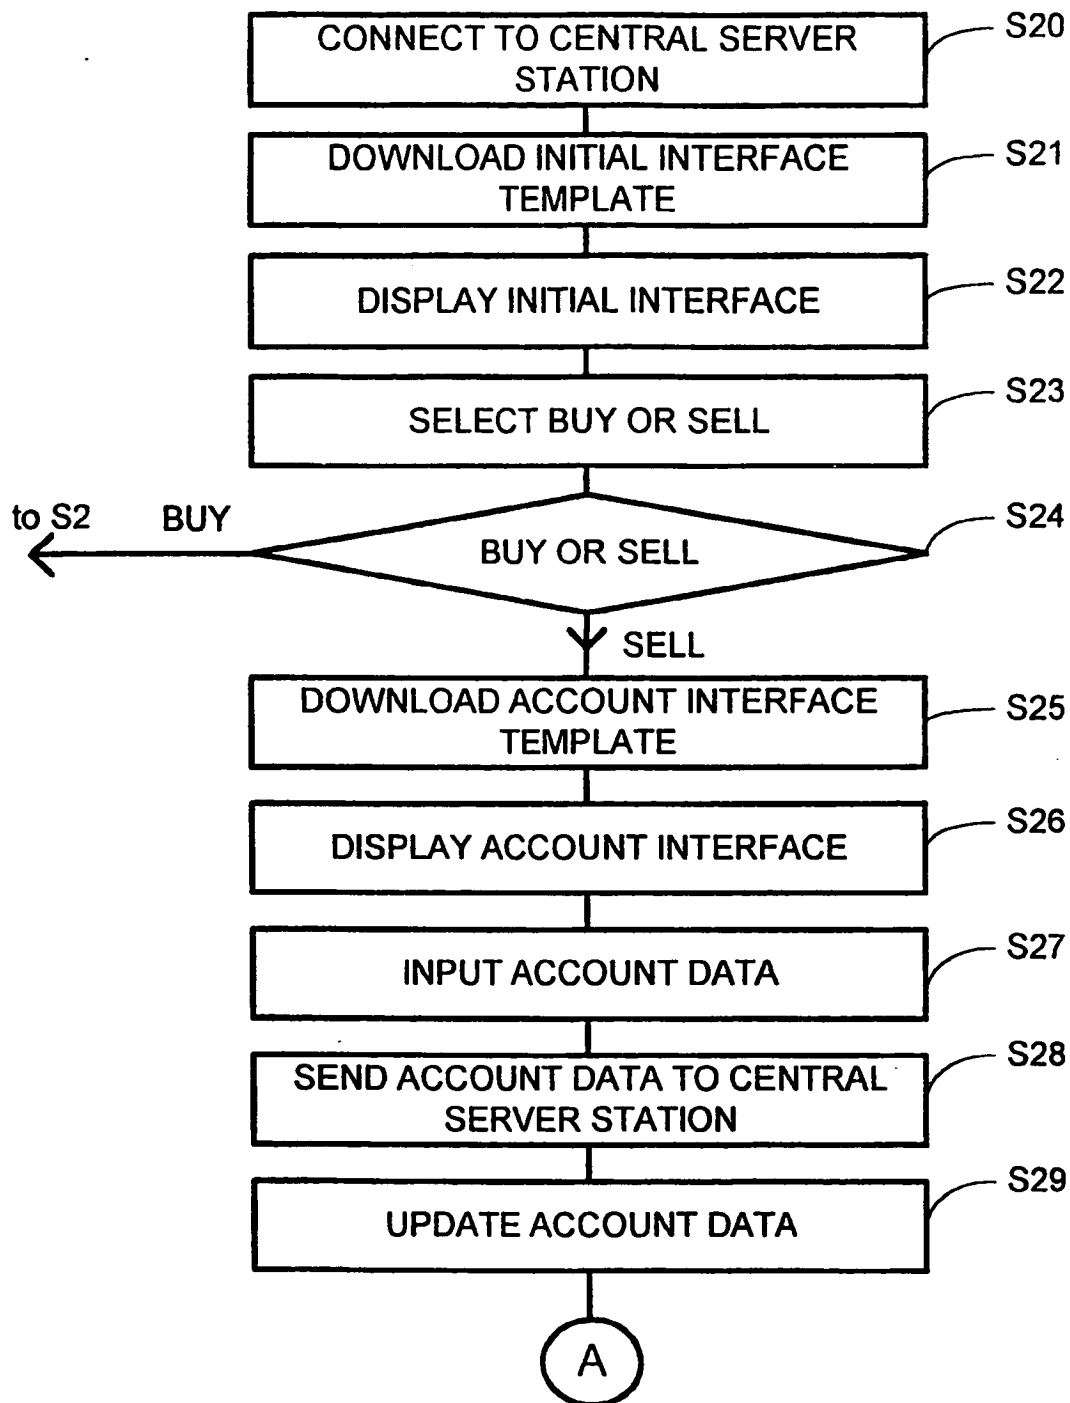 CONNECT TO CENTRAL SERVER
STATION
S20
DOWNLOAD INITIAL INTERFACE
TEMPLATE
S21
DISPLAY INITIAL INTERFACE
S22
SELECT BUY OR SELL
S23
to S2
BUY
BUY OR SELL
S24
SELL
DOWNLOAD ACCOUNT INTERFACE
TEMPLATE
S25
DISPLAY ACCOUNT INTERFACE
S26
INPUT ACCOUNT DATA
S27
SEND ACCOUNT DATA TO CENTRAL
SERVER STATION
S28
UPDATE ACCOUNT DATA
S29
A